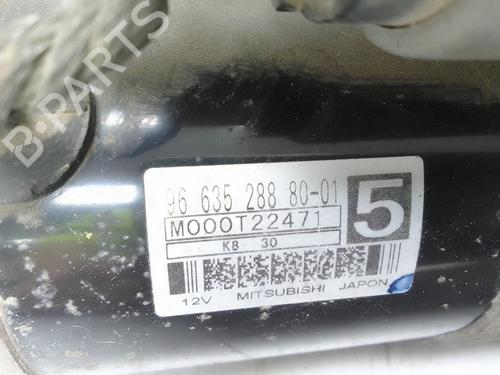 B-PARTS
96 635 288 80-01
5
M000T22471
K8 30
12V MITSUBISHI JAPON